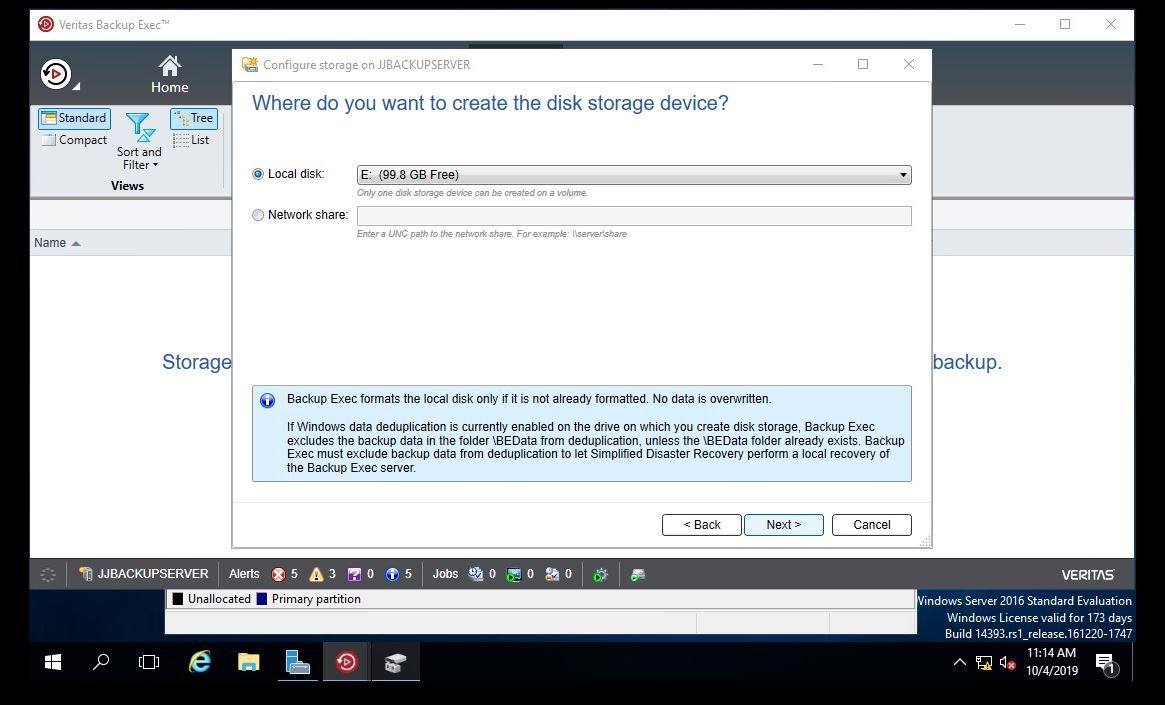 Veritas Backup Exec™
Home
Standard
Compact
Sort and
Filter
Tree
List
Views
Name
Configure storage on JJBACKUPSERVER
Where do you want to create the disk storage device?
Local disk:
E: (99.8 GB Free)
Only one disk storage device can be created on a volume.
Network share:
Enter a UNC path to the network share. For example: \\server\share
Storage
backup.
Backup Exec formats the local disk only if it is not already formatted. No data is overwritten.
If Windows data deduplication is currently enabled on the drive on which you create disk storage, Backup Exec
excludes the backup data in the folder \BEData from deduplication, unless the \BEData folder already exists. Backup
Exec must exclude backup data from deduplication to let Simplified Disaster Recovery perform a local recovery of
the Backup Exec server.
< Back
Next >
Cancel
JJBACKUPSERVER
Alerts 5 3 0 5
Jobs 0 0 0
VERITAS
Unallocated Primary partition
Windows Server 2016 Standard Evaluation
Windows License valid for 173 days
Build 14393.rs1_release.161220-1747
11:14 AM
10/4/2019
1